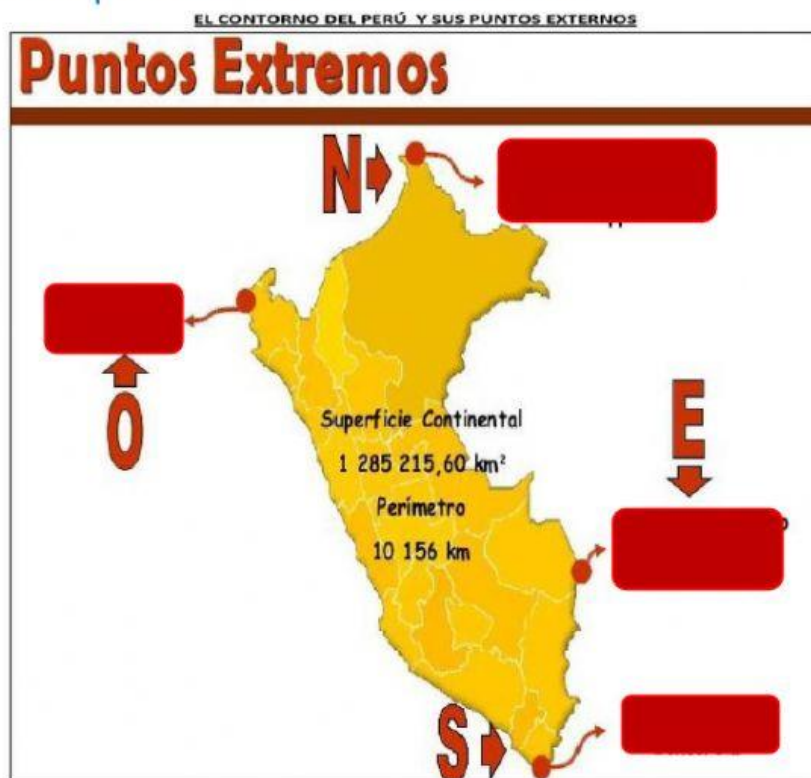 EL CONTORNO DEL PERÚ Y SUS PUNTOS EXTERNOS
Puntos Extremos
N
O
E
Superficie Continental
1 285 215,60 km²
Perímetro
10 156 km
S